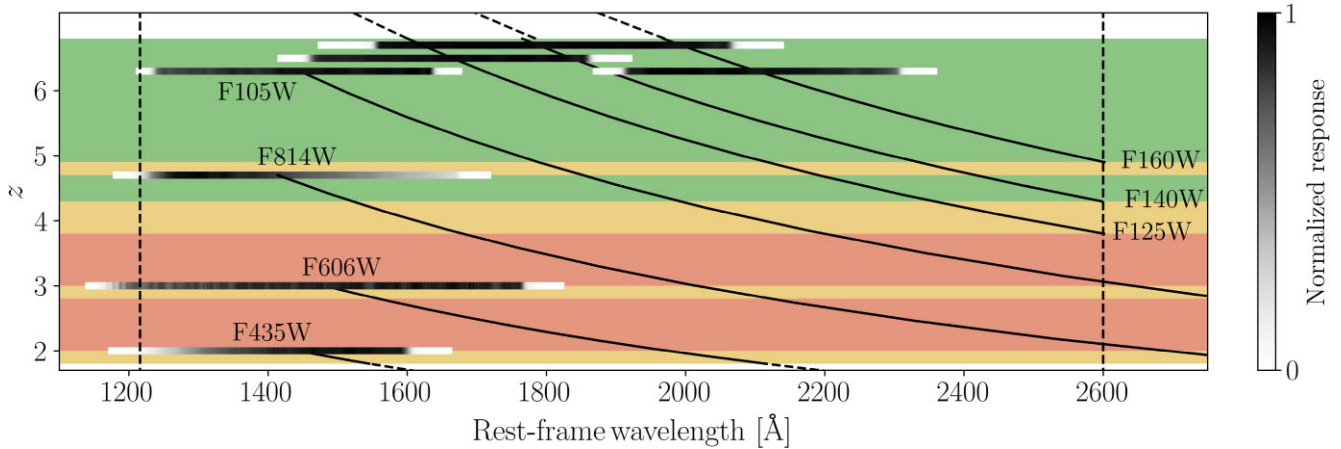 1
F105W
6
F814W
5
F160W
z
F140W
4
F125W
F606W
3
F435W
2
0
Normalized response
1200 1400 1600 1800 2000 2200 2400 2600
Rest-frame wavelength [Å]